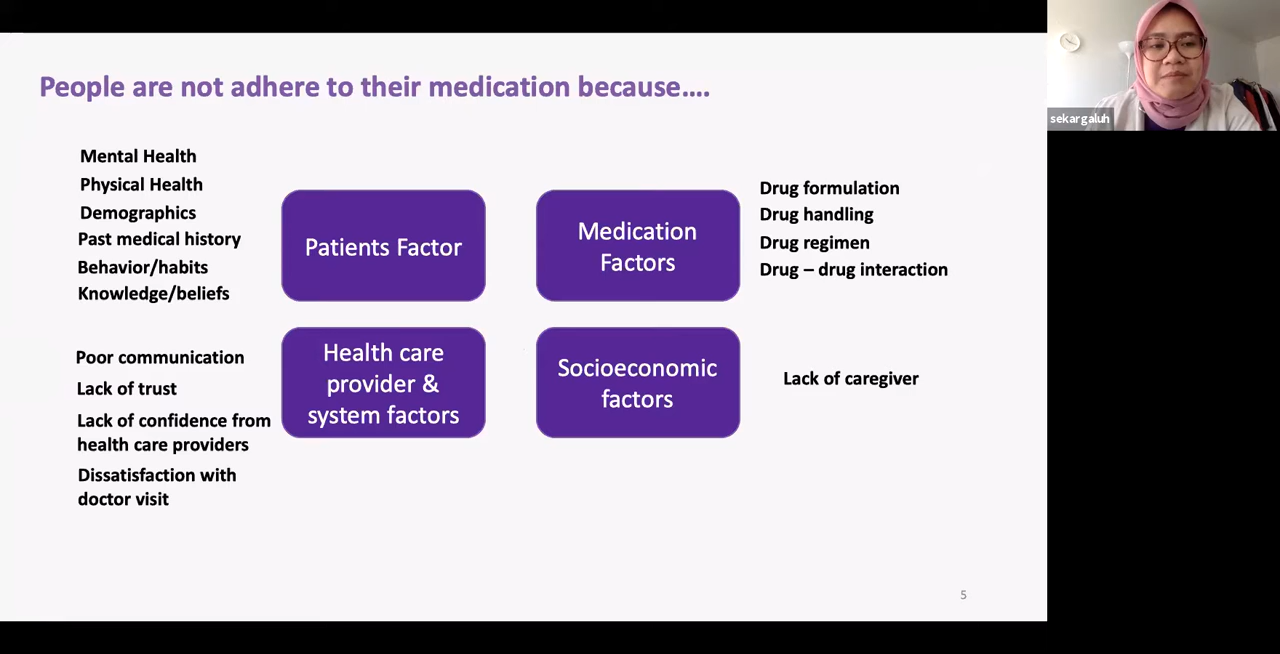 People are not adhere to their medication because....
Mental Health
Physical Health
Demographics
Past medical history
Behavior/habits
Knowledge/beliefs
Patients Factor
Medication
Factors
Drug formulation
Drug handling
Drug regimen
Drug – drug interaction
Poor communication
Lack of trust
Lack of confidence from
health care providers
Dissatisfaction with
doctor visit
Health care
provider &
system factors
Socioeconomic
factors
Lack of caregiver
5
sekargaluh